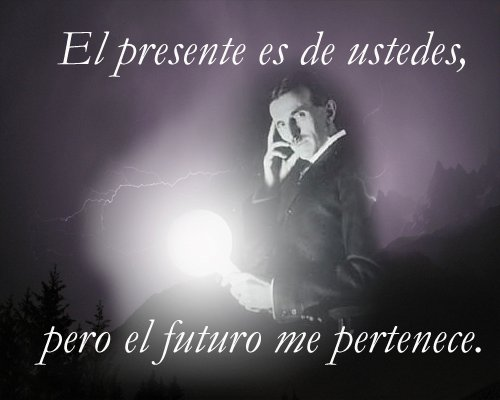 El presente es de ustedes,
pero el futuro me pertenece.